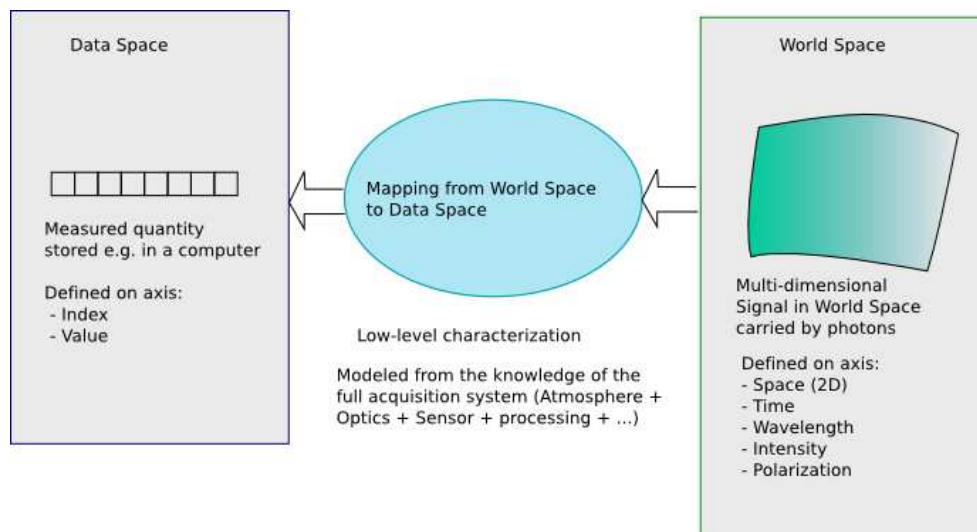 Data Space
Measured quantity
stored e.g. in a computer
Defined on axis:
- Index
- Value
Mapping from World Space
to Data Space
Low-level characterization
Modeled from the knowledge of the
full acquisition system (Atmosphere +
Optics + Sensor + processing + ...)
World Space
Multi-dimensional
Signal in World Space
carried by photons
Defined on axis:
- Space (2D)
- Time
- Wavelength
- Intensity
- Polarization